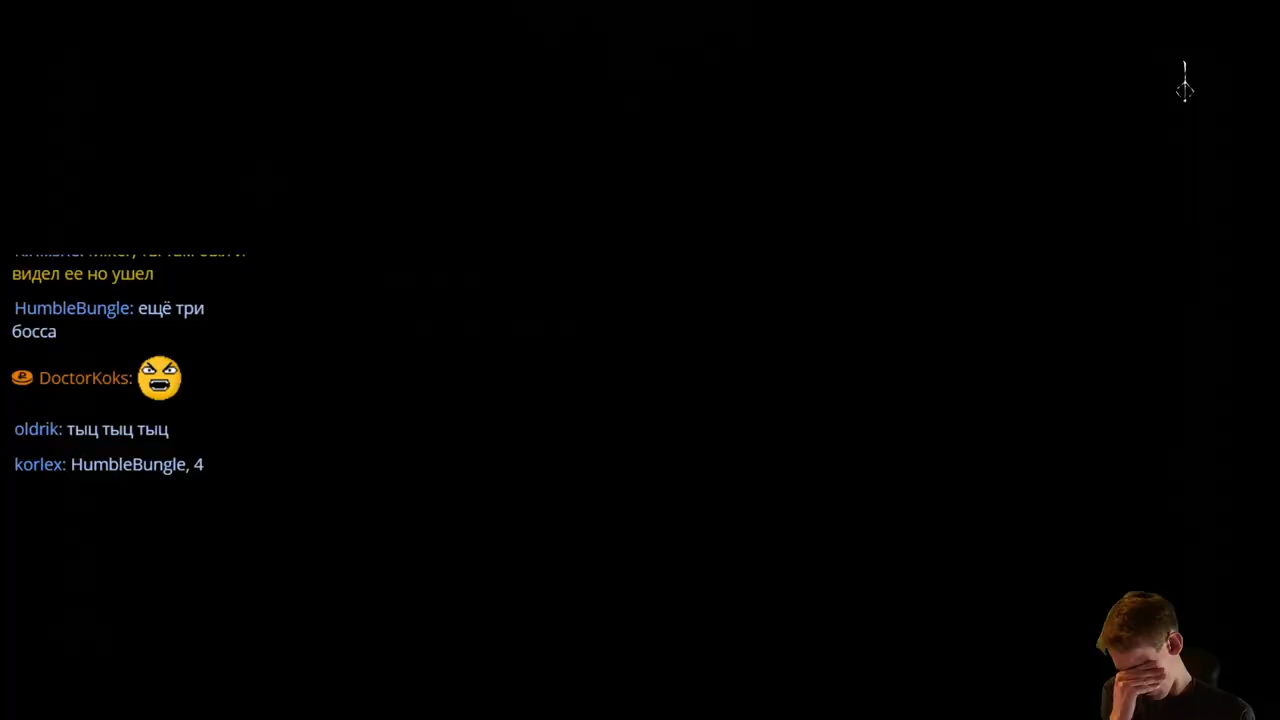 видел ее но ушел
HumbleBungle: ещё три
босса
DoctorKoks:
oldrik: тыц тыц тыц
korlex: HumbleBungle, 4